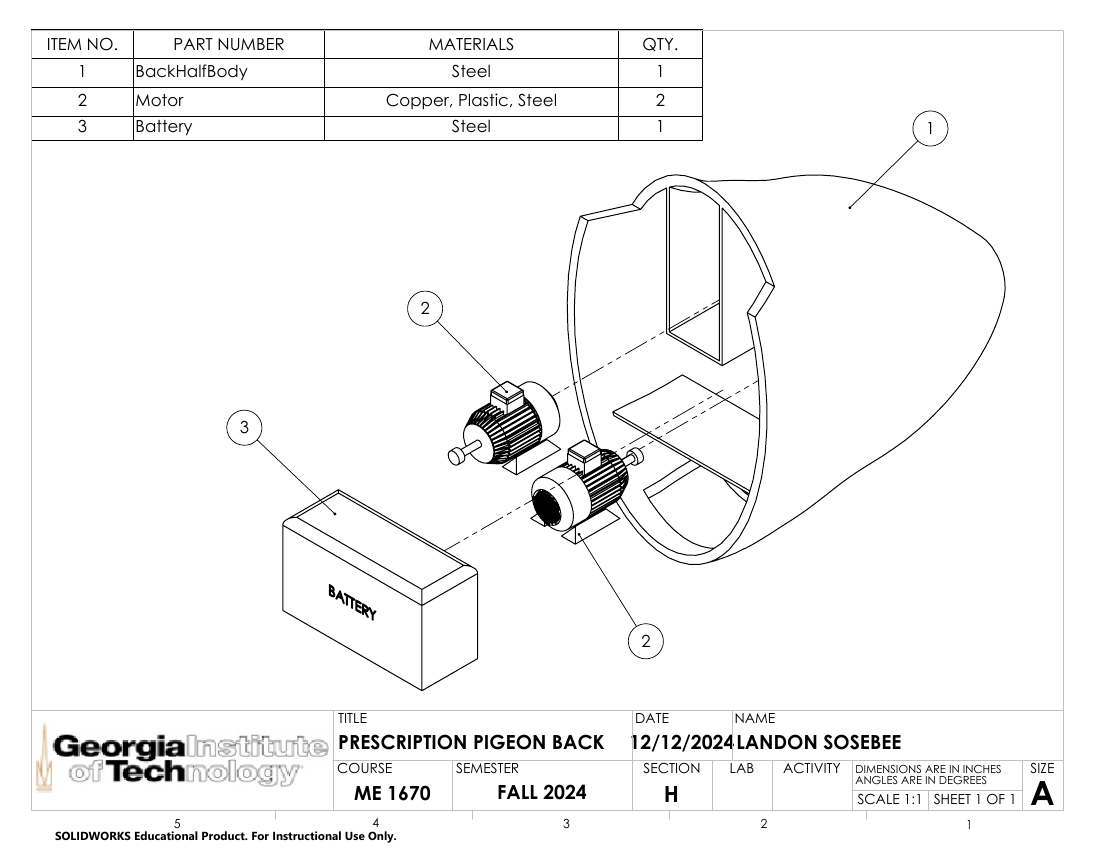 ITEM NO. PART NUMBER MATERIALS QTY.
1 BackHalfBody Steel 1
2 Motor Copper, Plastic, Steel 2
3 Battery Steel 1
1
2
3
BATTERY
2
TITLE DATE NAME
PRESCRIPTION PIGEON BACK 12/12/2024 LANDON SOSEBEE
Georgia Institute
of Technology
COURSE SEMESTER SECTION LAB ACTIVITY DIMENSIONS ARE IN INCHES SIZE
ANGLES ARE IN DEGREES
ME 1670 FALL 2024 H SCALE 1:1 SHEET 1 OF 1 A
5 4 3 2 1
SOLIDWORKS Educational Product. For Instructional Use Only.